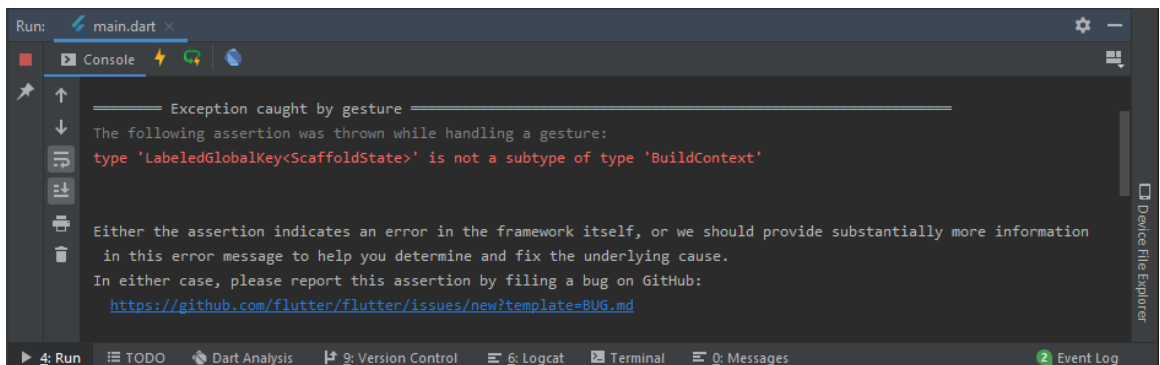 Run: main.dart
Console
Exception caught by gesture
The following assertion was thrown while handling a gesture:
type 'LabeledGlobalKey<ScaffoldState>' is not a subtype of type 'BuildContext'
Either the assertion indicates an error in the framework itself, or we should provide substantially more information
in this error message to help you determine and fix the underlying cause.
In either case, please report this assertion by filing a bug on GitHub:
https://github.com/flutter/flutter/issues/new?template=BUG.md
Device File Explorer
4: Run TODO Dart Analysis 9: Version Control 6: Logcat Terminal 0: Messages 2 Event Log